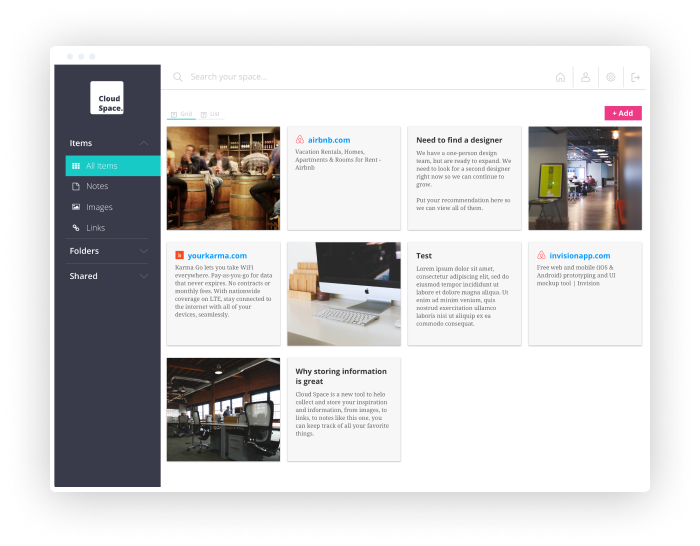 Cloud
Space.
Search your space...
Items
All Items
Notes
Images
Links
Folders
Shared
Grid
List
+ Add
airbnb.com
Vacation Rentals, Homes,
Apartments & Rooms for Rent -
Airbnb
Need to find a designer
We have a one-person design
team, but are ready to expand. We
need to look for a second designer
right now so we can continue to
grow.
Put your recommendation here so
we can view all of them.
yourkarma.com
Karma Go lets you take WiFi
everywhere. Pay-as-you-go for data
that never expires. No contracts or
monthly fees. With nationwide
coverage on LTE, stay connected to
the internet with all of your
devices, seamlessly.
Test
Lorem ipsum dolor sit amet,
consectetur adipiscing elit, sed do
eiusmod tempor incididunt ut
labore et dolore magna aliqua. Ut
enim ad minim veniam, quis
nostrud exercitation ullamco
laboris nisi ut aliquip ex ea
commodo consequat
invisionapp.com
Free web and mobile (iOS &
Android) prototyping and UI
mockup tool | Invision
Why storing information
is great
Cloud Space is a new tool to help
collect and store your inspiration
and information, from images, to
links, to notes like this one, you
can keep track of all your favorite
things.